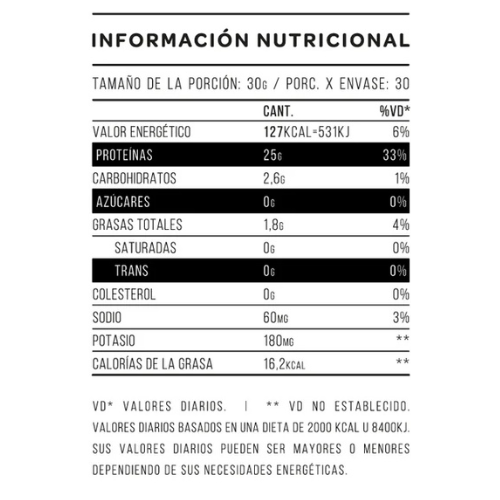 INFORMACIÓN NUTRICIONAL
TAMAÑO DE LA PORCIÓN: 30G / PORC. X ENVASE: 30
CANT. %VD*
VALOR ENERGÉTICO 127KCAL=531KJ 6%
PROTEÍNAS 25G 33%
CARBOHIDRATOS 2,6G 1%
AZÚCARES 0G 0%
GRASAS TOTALES 1,8G 4%
SATURADAS 0G 0%
TRANS 0G 0%
COLESTEROL 0G 0%
SODIO 60MG 3%
POTASIO 180MG **
CALORÍAS DE LA GRASA 16,2KCAL **
VD* VALORES DIARIOS. | ** VD NO ESTABLECIDO.
VALORES DIARIOS BASADOS EN UNA DIETA DE 2000 KCAL U 8400KJ.
SUS VALORES DIARIOS PUEDEN SER MAYORES O MENORES
DEPENDIENDO DE SUS NECESIDADES ENERGÉTICAS.